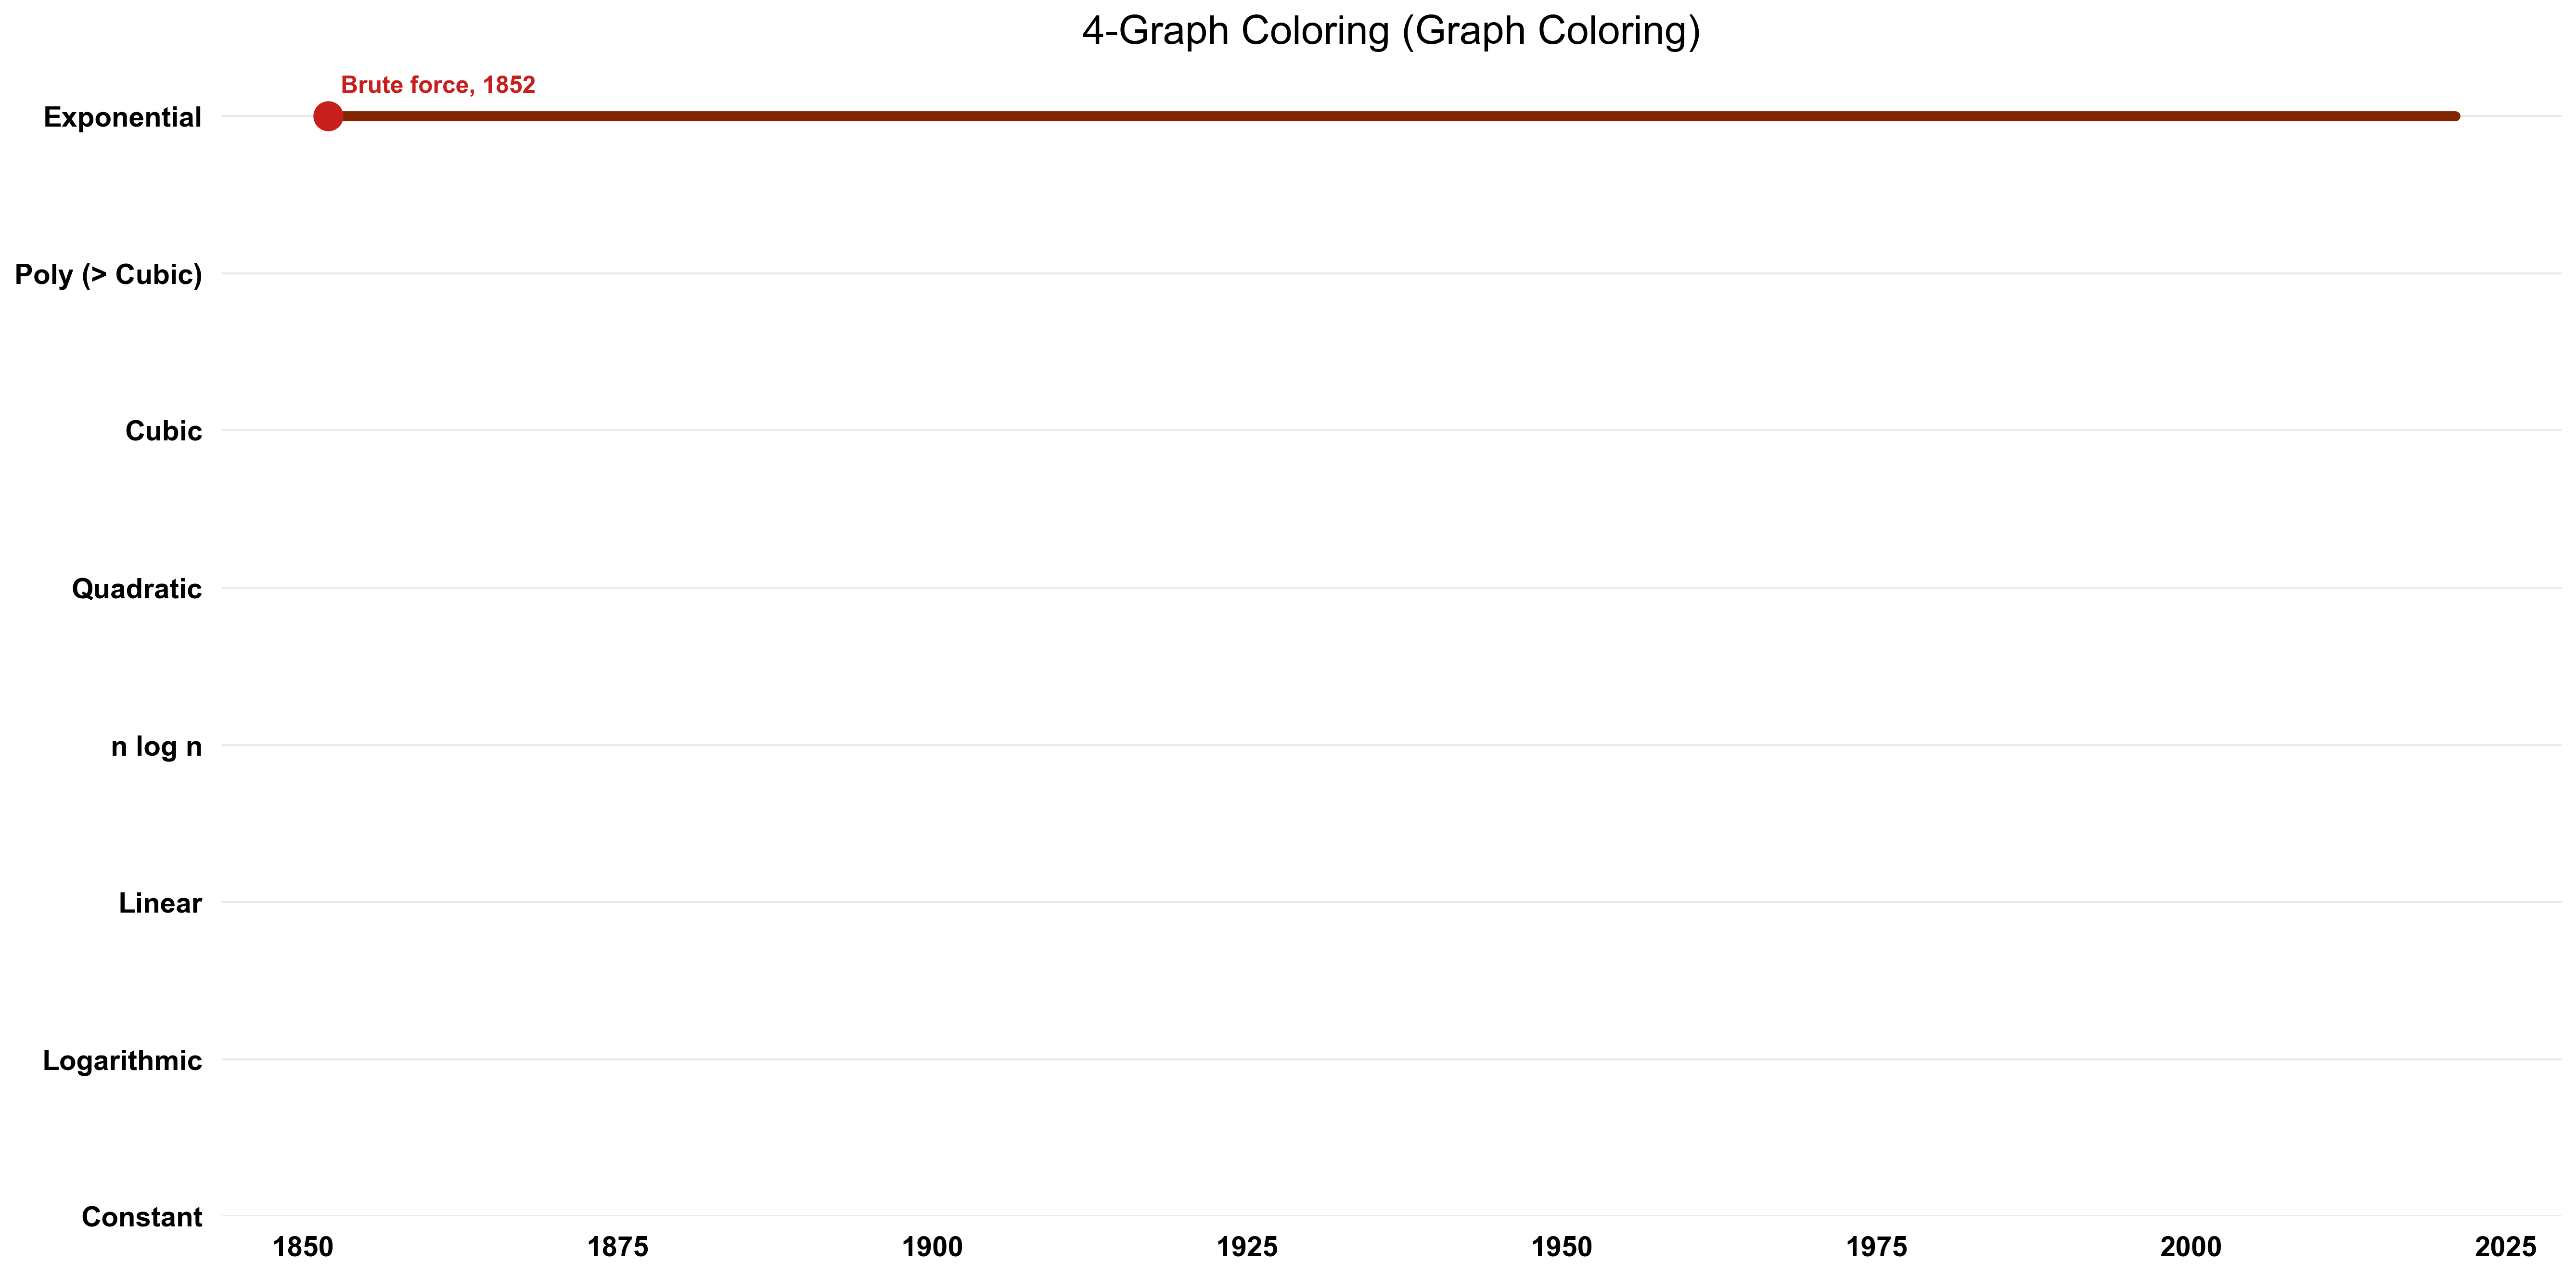 4-Graph Coloring (Graph Coloring)
Brute force, 1852
Exponential
Poly (> Cubic)
Cubic
Quadratic
n log n
Linear
Logarithmic
Constant
1850 1875 1900 1925 1950 1975 2000 2025